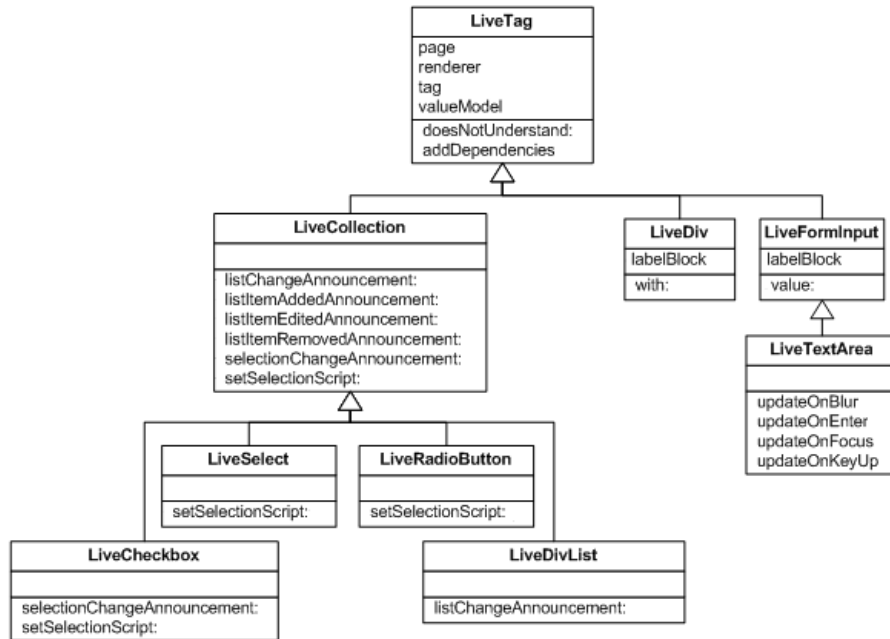 LiveTag
page
renderer
tag
valueModel
doesNotUnderstand:
addDependencies
LiveCollection
listChangeAnnouncement:
listItemAddedAnnouncement:
listItemEditedAnnouncement:
listItemRemovedAnnouncement:
selectionChangeAnnouncement:
setSelectionScript:
LiveDiv
labelBlock
with:
LiveFormInput
labelBlock
value:
LiveTextArea
updateOnBlur
updateOnEnter
updateOnFocus
updateOnKeyUp
LiveSelect
setSelectionScript:
LiveRadioButton
setSelectionScript:
LiveCheckbox
selectionChangeAnnouncement:
setSelectionScript:
LiveDivList
listChangeAnnouncement: